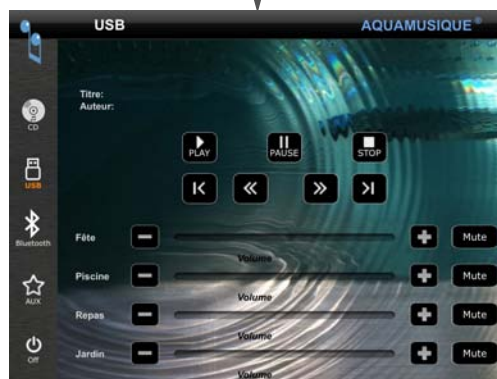 USB
AQUAMUSIQUE ®
Titre:
Auteur:
CD
PLAY
PAUSE
STOP
USB
Bluetooth
Fête
Mute
Volume
Piscine
Mute
Volume
AUX
Repas
Mute
Volume
Off
Jardin
Mute
Volume